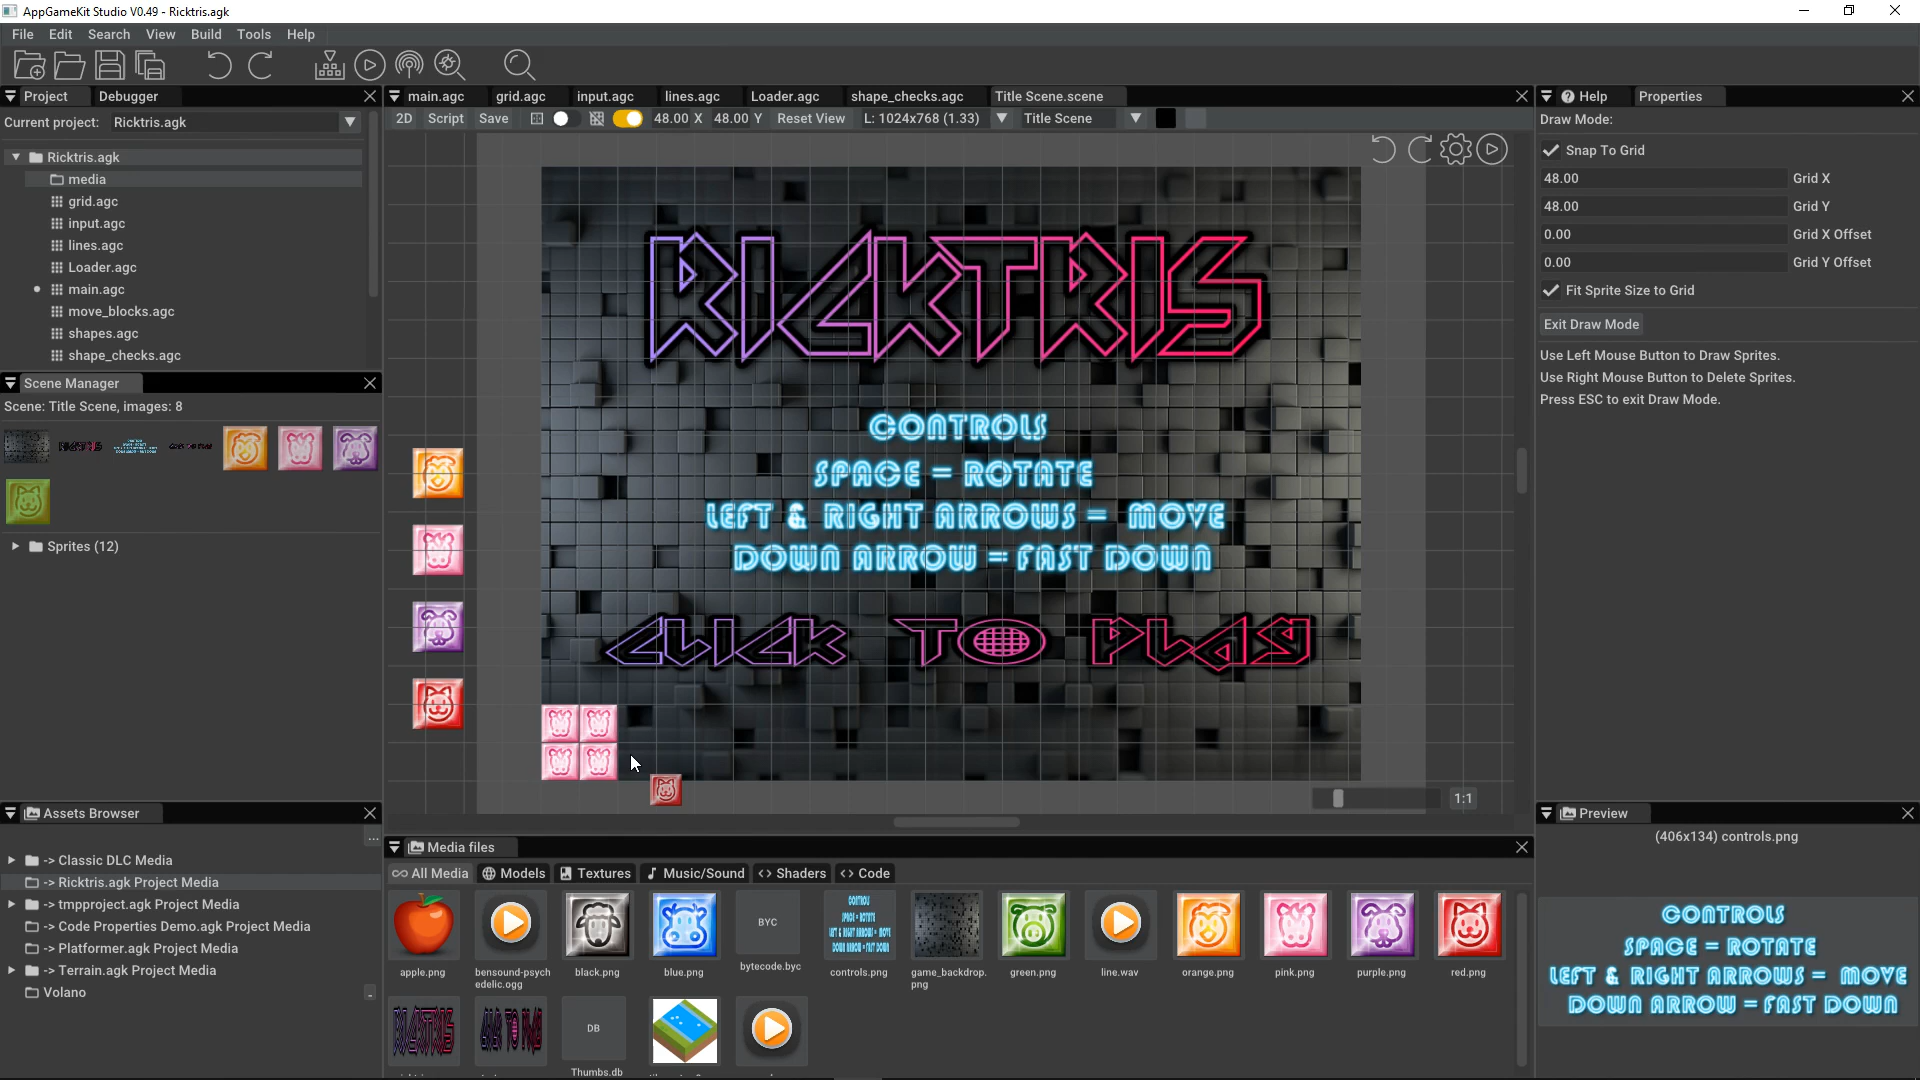 AppGameKit Studio V0.49 - Ricktris.agk
File Edit Search View Build Tools Help
Project Debugger
Current project: Ricktris.agk
Ricktris.agk
media
grid.agc
input.agc
lines.agc
Loader.agc
main.agc
move_blocks.agc
shapes.agc
shape_checks.agc
Scene Manager
Scene: Title Scene, images: 8
Sprites (12)
Assets Browser
...
-> Classic DLC Media
-> Ricktris.agk Project Media
-> tmpproject.agk Project Media
-> Code Properties Demo.agk Project Media
-> Platformer.agk Project Media
-> Terrain.agk Project Media
Volano
main.agc grid.agc input.agc lines.agc Loader.agc shape_checks.agc Title Scene.scene
2D Script Save 48.00 X 48.00 Y Reset View L: 1024x768 (1.33) Title Scene
RICKTRIS
CONTROLS
SPACE = ROTATE
LEFT & RIGHT ARROWS = MOVE
DOWN ARROW = FAST DOWN
CLICK TO PLAY
1:1
Media files
All Media Models Textures Music/Sound Shaders Code
BYC
apple.png bensound-psychedelic.ogg black.png blue.png bytecode.byc controls.png game_backdrop.png green.png line.wav orange.png pink.png purple.png red.png
RICKTRIS CLICK TO PLAY DB
Thumbs.db
Help Properties
Draw Mode:
Snap To Grid
48.00 Grid X
48.00 Grid Y
0.00 Grid X Offset
0.00 Grid Y Offset
Fit Sprite Size to Grid
Exit Draw Mode
Use Left Mouse Button to Draw Sprites.
Use Right Mouse Button to Delete Sprites.
Press ESC to exit Draw Mode.
Preview
(406x134) controls.png
CONTROLS
SPACE = ROTATE
LEFT & RIGHT ARROWS = MOVE
DOWN ARROW = FAST DOWN